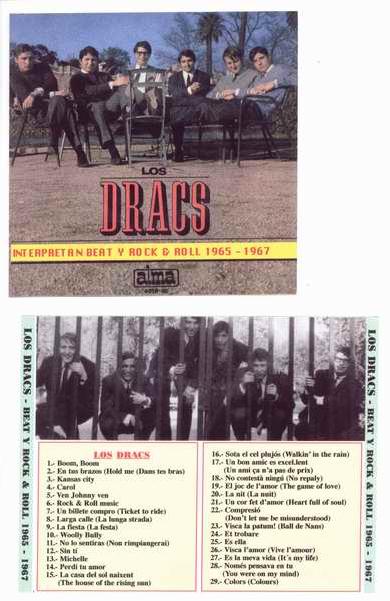 LOS
DRACS
INTERPRETAN BEAT Y ROCK & ROLL 1965 - 1967
alma
LOS DRACS - BEAT Y ROCK & ROLL 1965 - 1967
LOS DRACS
1.- Boom, Boom
2.- En tus brazos (Hold me (Dans tes bras)
3.- Kansas city
4.- Carol
5.- Ven Johnny ven
6.- Rock & Roll music
7.- Un billete compro (Ticket to ride)
8.- Larga calle (La lunga strada)
9.- La fiesta (La festa)
10.- Woolly Bully
11.- No lo sentiras (Non rimpiangerai)
12.- Sin tí
13.- Michelle
14.- Perdi tu amor
15.- La casa del sol naixent
(The house of the rising sun)
16.- Sota el cel plujós (Walkin' in the rain)
17.- Un bon amic es excel.lent
(Un ami ça n'a pas de prix)
18.- No contestà ningú (No repaly)
19.- El joc de l'amor (The game of love)
20.- La nit (La nuit)
21.- Un cor fet d'amor (Heart full of soul)
22.- Compresió
(Don't let me be misunderstood)
23.- Visca la patum! (Ball de Nans)
24.- Et trobare
25.- Es ella
26.- Visca l'amor (Vive l'amour)
27.- Es la meva vida (It's my life)
28.- Només pensava en tu
(You were on my mind)
29.- Colors (Colours)
LOS DRACS - BEAT Y ROCK & ROLL 1965 - 1967